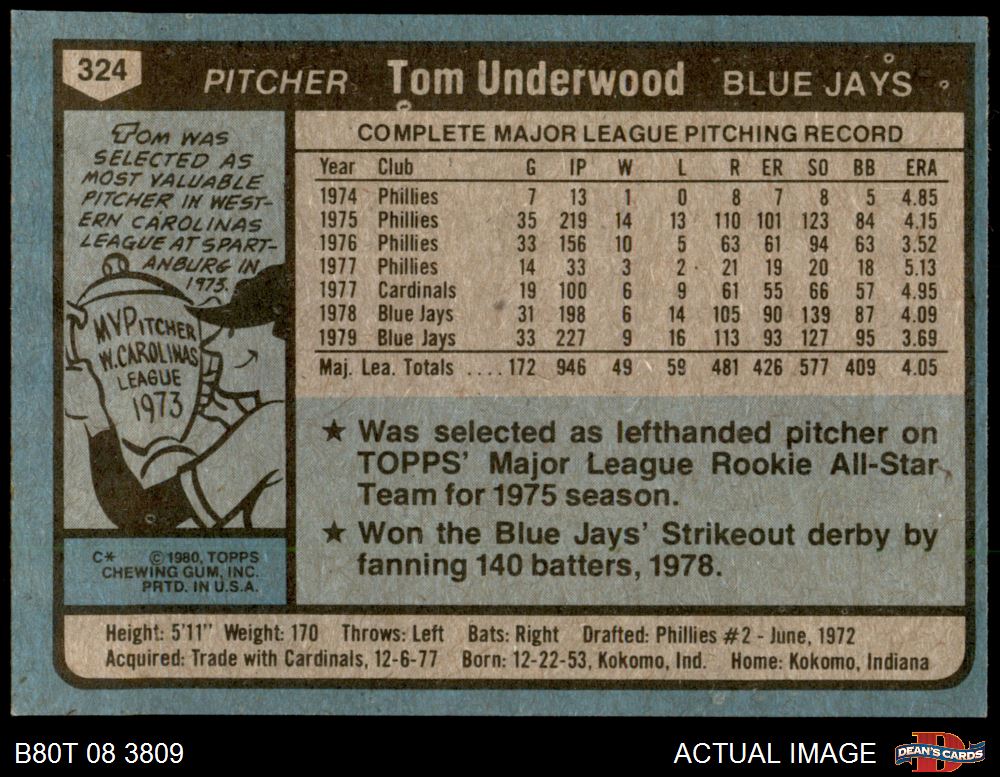 324 PITCHER Tom Underwood BLUE JAYS
TOM WAS
SELECTED AS
MOST VALUABLE
PITCHER IN WEST-
ERN CAROLINAS
LEAGUE AT SPART-
ANBURG IN
1973.
MVPITCHER
W.CAROLINAS
LEAGUE
1973
C* © 1980, TOPPS
CHEWING GUM, INC.
PRTD. IN U.S.A.
COMPLETE MAJOR LEAGUE PITCHING RECORD
Year Club G IP W L R ER SO BB ERA
1974 Phillies 7 13 1 0 8 7 8 5 4.85
1975 Phillies 35 219 14 13 110 101 123 84 4.15
1976 Phillies 33 156 10 5 63 61 94 63 3.52
1977 Phillies 14 33 3 2 21 19 20 18 5.13
1977 Cardinals 19 100 6 9 61 55 66 57 4.95
1978 Blue Jays 31 198 6 14 105 90 139 87 4.09
1979 Blue Jays 33 227 9 16 113 93 127 95 3.69
Maj. Lea. Totals ....172 946 49 59 481 426 577 409 4.05
★ Was selected as lefthanded pitcher on
TOPPS' Major League Rookie All-Star
Team for 1975 season.
★ Won the Blue Jays' Strikeout derby by
fanning 140 batters, 1978.
Height: 5'11" Weight: 170 Throws: Left Bats: Right Drafted: Phillies #2 - June, 1972
Acquired: Trade with Cardinals, 12-6-77 Born: 12-22-53, Kokomo, Ind. Home: Kokomo, Indiana
B80T 08 3809
ACTUAL IMAGE
D
DEAN'S CARDS